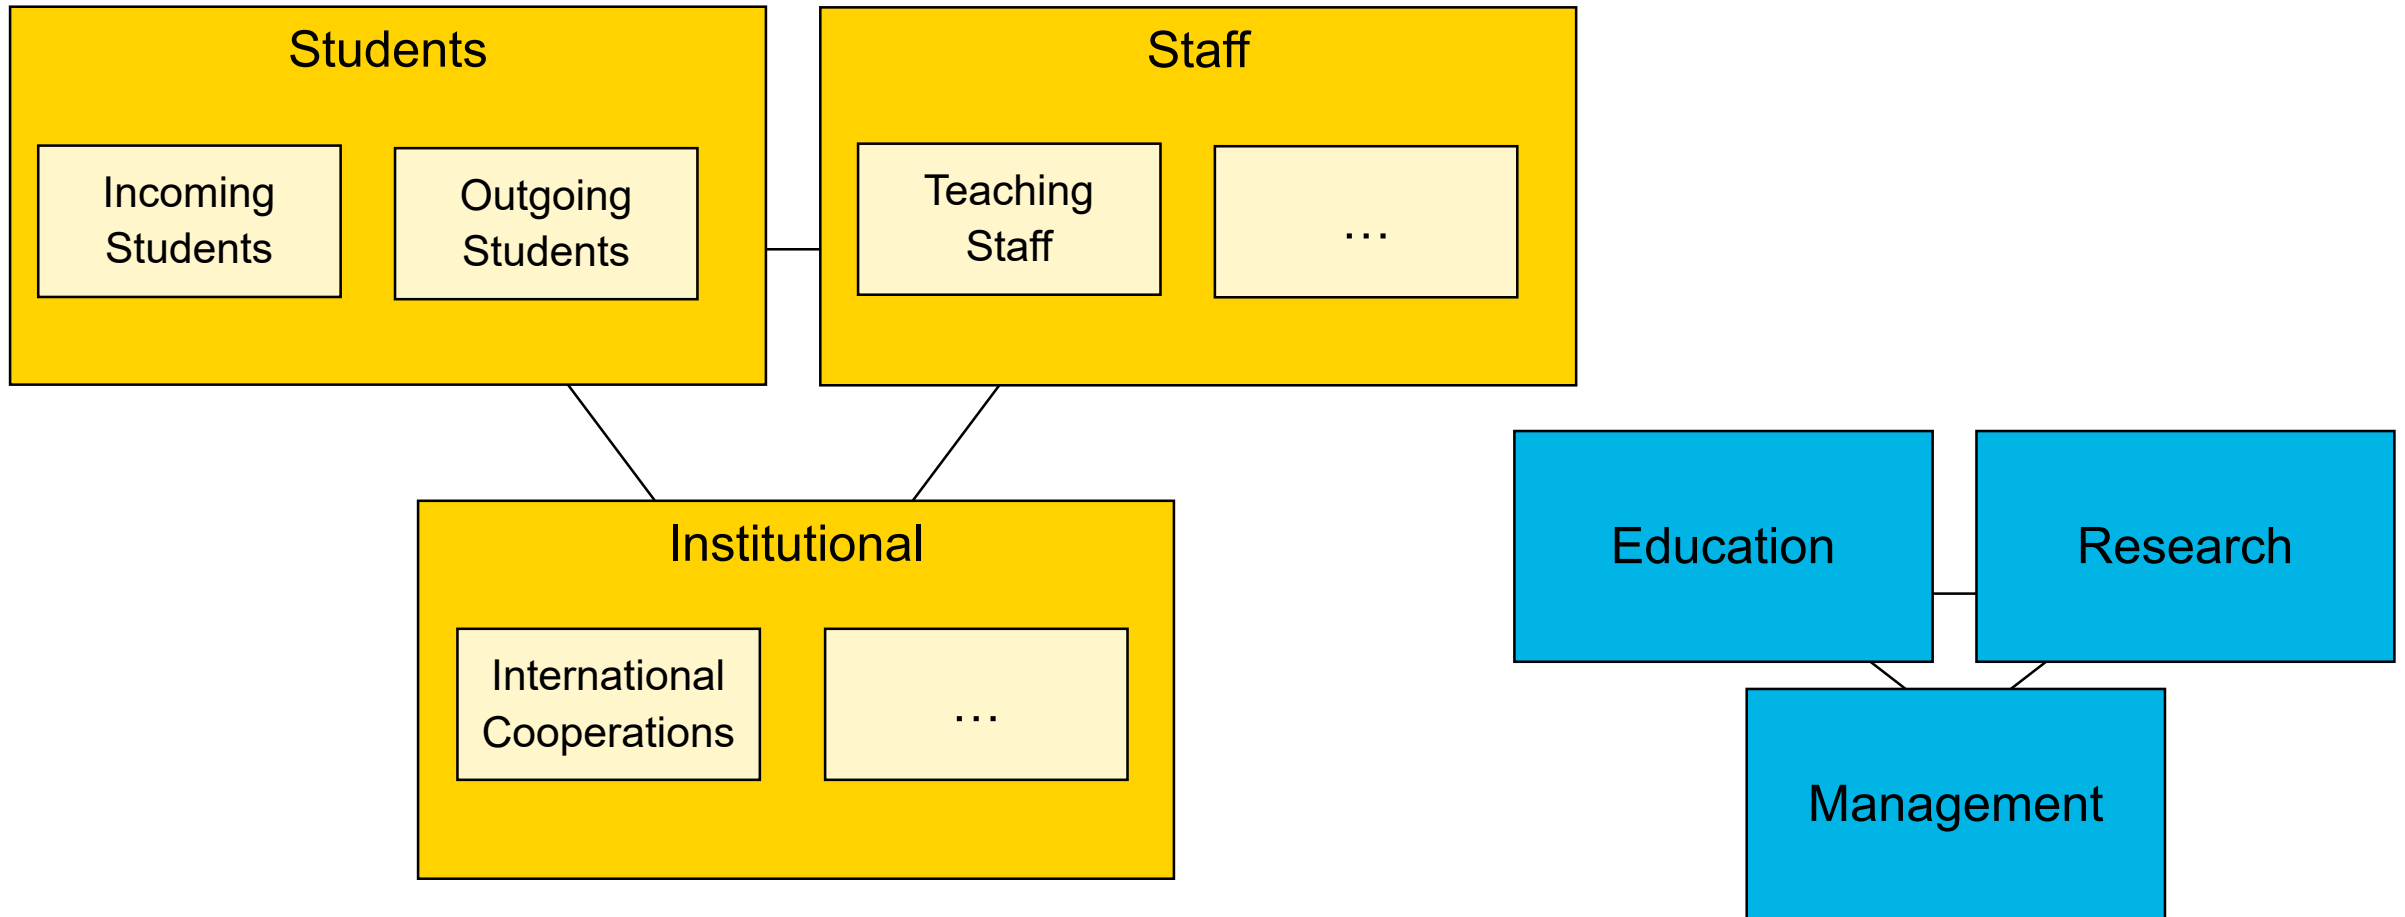 Students
Incoming
Students
Outgoing
Students
Staff
Teaching
Staff
…
Institutional
International
Cooperations
…
Education
Research
Management